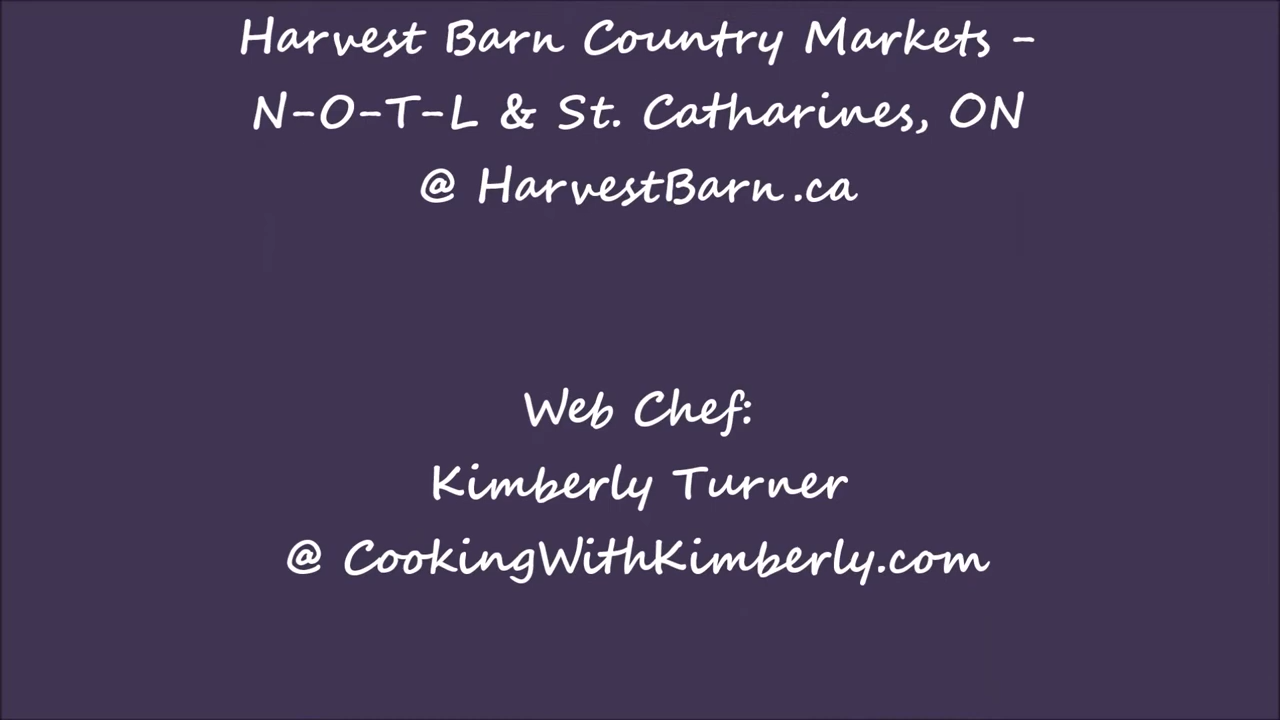 Harvest Barn Country Markets -
N-O-T-L & St. Catharines, ON
@ HarvestBarn.ca
Web Chef:
Kimberly Turner
@ CookingWithKimberly.com